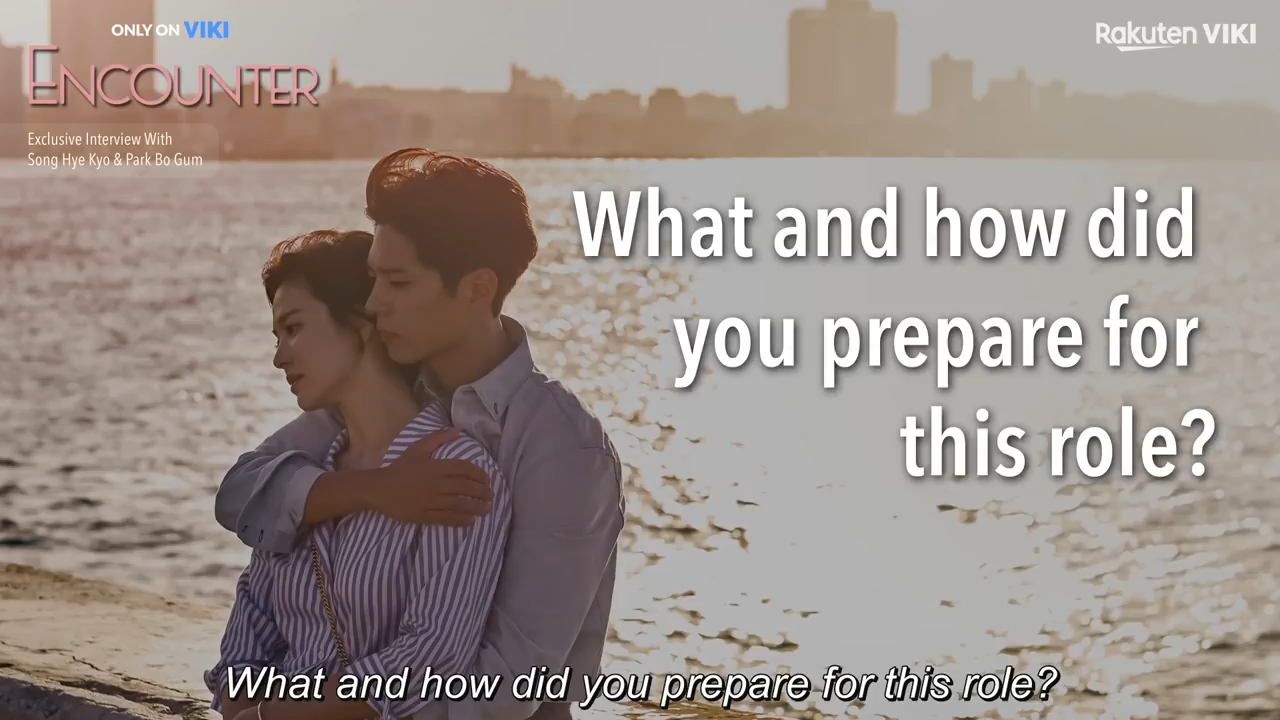 ONLY ON VIKI
Rakuten VIKI
ENCOUNTER
Exclusive Interview With
Song Hye Kyo & Park Bo Gum
What and how did
you prepare for
this role?
What and how did you prepare for this role?